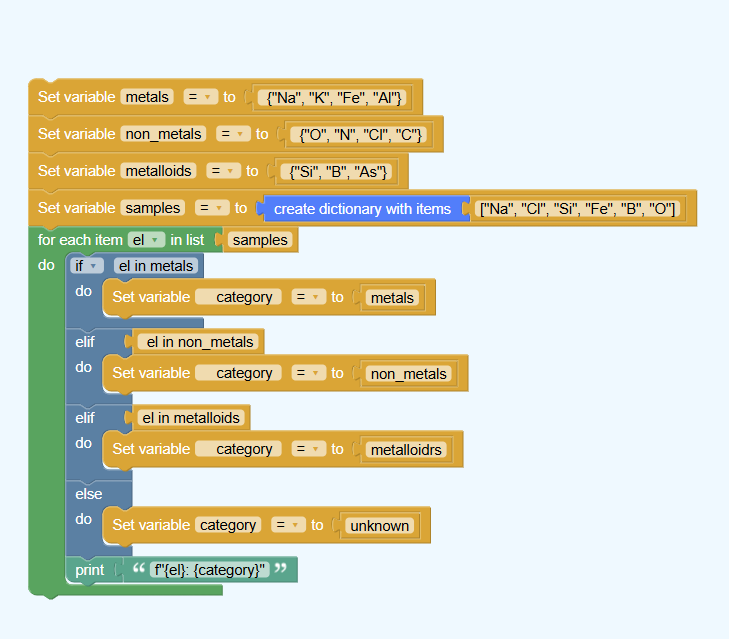 Set variable metals = to {"Na", "K", "Fe", "Al"}
Set variable non_metals = to {"O", "N", "Cl", "C"}
Set variable metalloids = to {"Si", "B", "As"}
Set variable samples = to create dictionary with items ["Na", "Cl", "Si", "Fe", "B", "O"]
for each item el in list samples
do if el in metals
do Set variable category = to metals
elif el in non_metals
do Set variable category = to non_metals
elif el in metalloids
do Set variable category = to metalloidrs
else
do Set variable category = to unknown
print “ f"{el}: {category}" ”